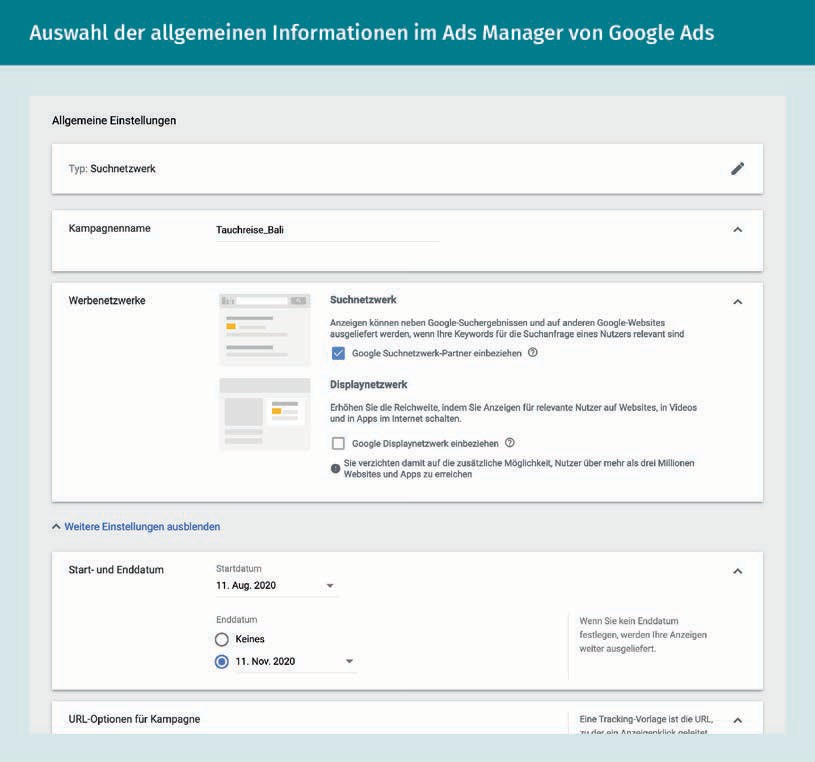 Auswahl der allgemeinen Informationen im Ads Manager von Google Ads
Allgemeine Einstellungen
Typ: Suchnetzwerk
Kampagnenname
Tauchreise_Bali
Werbenetzwerke
Suchnetzwerk
Anzeigen können neben Google-Suchergebnissen und auf anderen Google-Websites
ausgeliefert werden, wenn Ihre Keywords für die Suchanfrage eines Nutzers relevant sind
Google Suchnetzwerk-Partner einbeziehen
Displaynetzwerk
Erhöhen Sie die Reichweite, indem Sie Anzeigen für relevante Nutzer auf Websites, in Videos
und in Apps im Internet schalten.
Google Displaynetzwerk einbeziehen
Sie verzichten damit auf die zusätzliche Möglichkeit, Nutzer über mehr als drei Millionen
Websites und Apps zu erreichen
Weitere Einstellungen ausblenden
Start- und Enddatum
Startdatum
11. Aug. 2020
Enddatum
Keines
11. Nov. 2020
Wenn Sie kein Enddatum
festlegen, werden Ihre Anzeigen
weiter ausgeliefert.
URL-Optionen für Kampagne
Eine Tracking-Vorlage ist die URL,
zu der ein Anzeigenklick geleitet